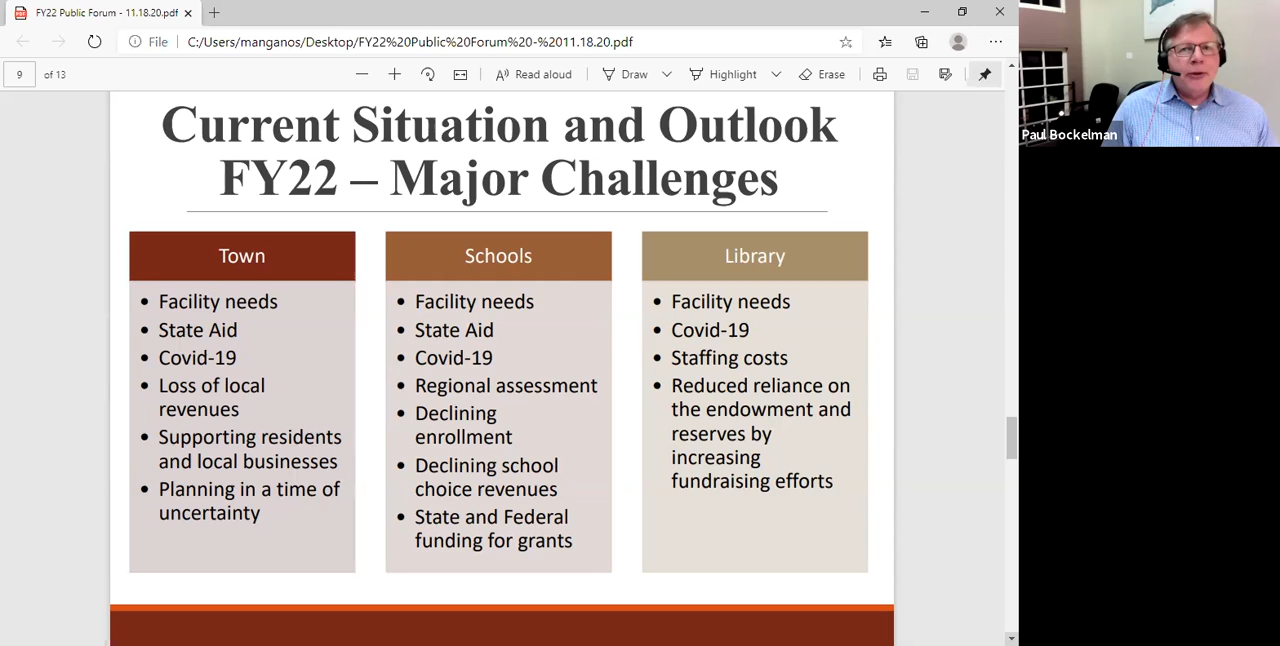 FY22 Public Forum - 11.18.20.pdf
File
C:/Users/manganos/Desktop/FY22%20Public%20Forum%20-%2011.18.20.pdf
9 of 13
Read aloud
Draw
Highlight
Erase
Paul Bockelman
Current Situation and Outlook
FY22 – Major Challenges
Town
• Facility needs
• State Aid
• Covid-19
• Loss of local
revenues
• Supporting residents
and local businesses
• Planning in a time of
uncertainty
Schools
• Facility needs
• State Aid
• Covid-19
• Regional assessment
• Declining
enrollment
• Declining school
choice revenues
• State and Federal
funding for grants
Library
• Facility needs
• Covid-19
• Staffing costs
• Reduced reliance on
the endowment and
reserves by
increasing
fundraising efforts